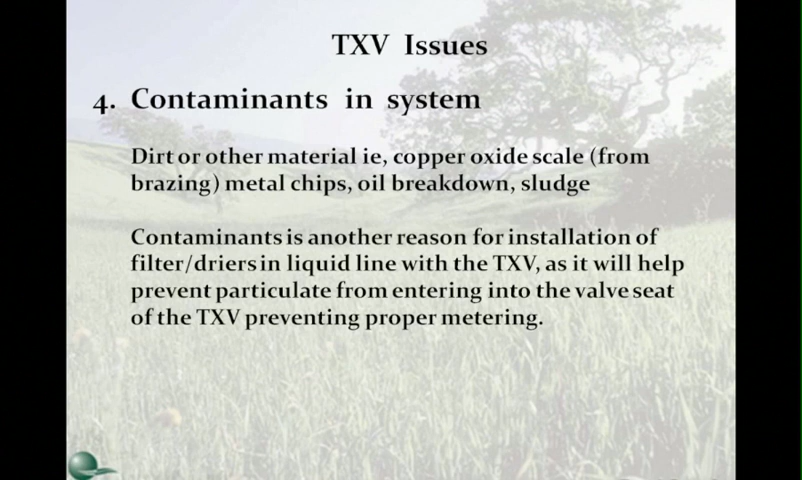 TXV Issues
4. Contaminants in system
Dirt or other material ie, copper oxide scale (from
brazing) metal chips, oil breakdown, sludge
Contaminants is another reason for installation of
filter/driers in liquid line with the TXV, as it will help
prevent particulate from entering into the valve seat
of the TXV preventing proper metering.